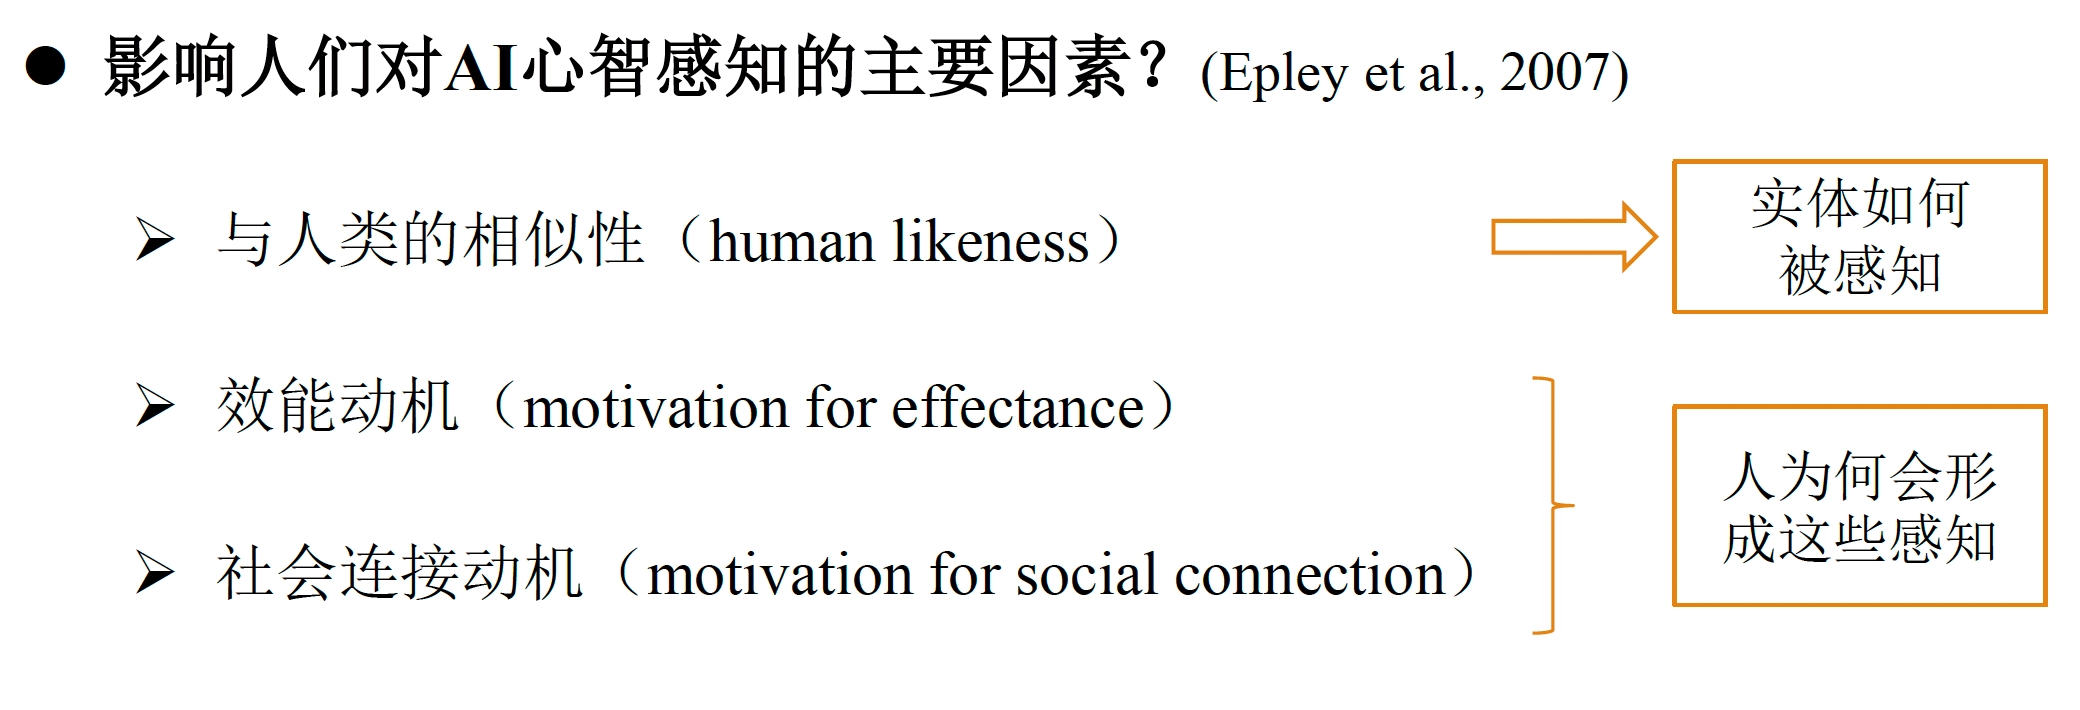 ● 影响人们对AI心智感知的主要因素？(Epley et al., 2007)
➢ 与人类的相似性（human likeness）
实体如何
被感知
➢ 效能动机（motivation for effectance）
➢ 社会连接动机（motivation for social connection）
人为何会形
成这些感知